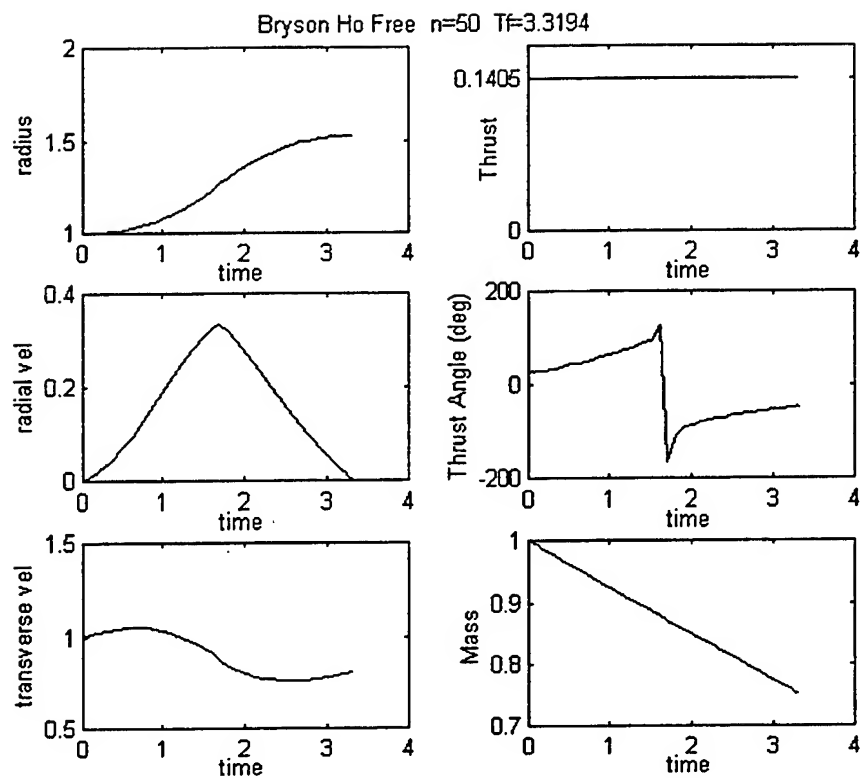 Bryson Ho Free n=50 Tf=3.3194
2
1.5
1
radius
0 1 2 3 4
time
0.1405
0
Thrust
0 1 2 3 4
time
0.4
0.2
0
radial vel
0 1 2 3 4
time
200
0
-200
Thrust Angle (deg)
0 1 2 3 4
time
1.5
1
0.5
transverse vel
0 1 2 3 4
time
1
0.9
0.8
0.7
Mass
0 1 2 3 4
time